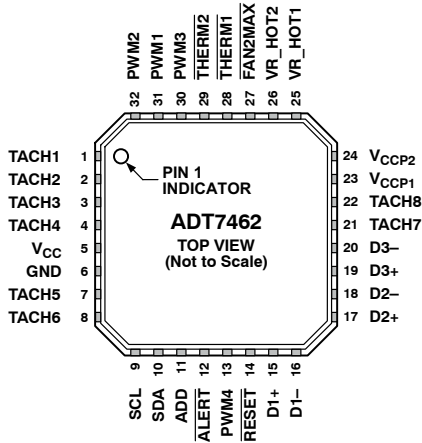 32 PWM2
31 PWM1
30 PWM3
29 THERM2
28 THERM1
27 FAN2MAX
26 VR_HOT2
25 VR_HOT1
TACH1 1
TACH2 2
TACH3 3
TACH4 4
VCC 5
GND 6
TACH5 7
TACH6 8
PIN 1
INDICATOR
ADT7462
TOP VIEW
(Not to Scale)
24 VCCP2
23 VCCP1
22 TACH8
21 TACH7
20 D3–
19 D3+
18 D2–
17 D2+
SCL 9
SDA 10
ADD 11
ALERT 12
PWM4 13
RESET 14
D1+ 15
D1– 16